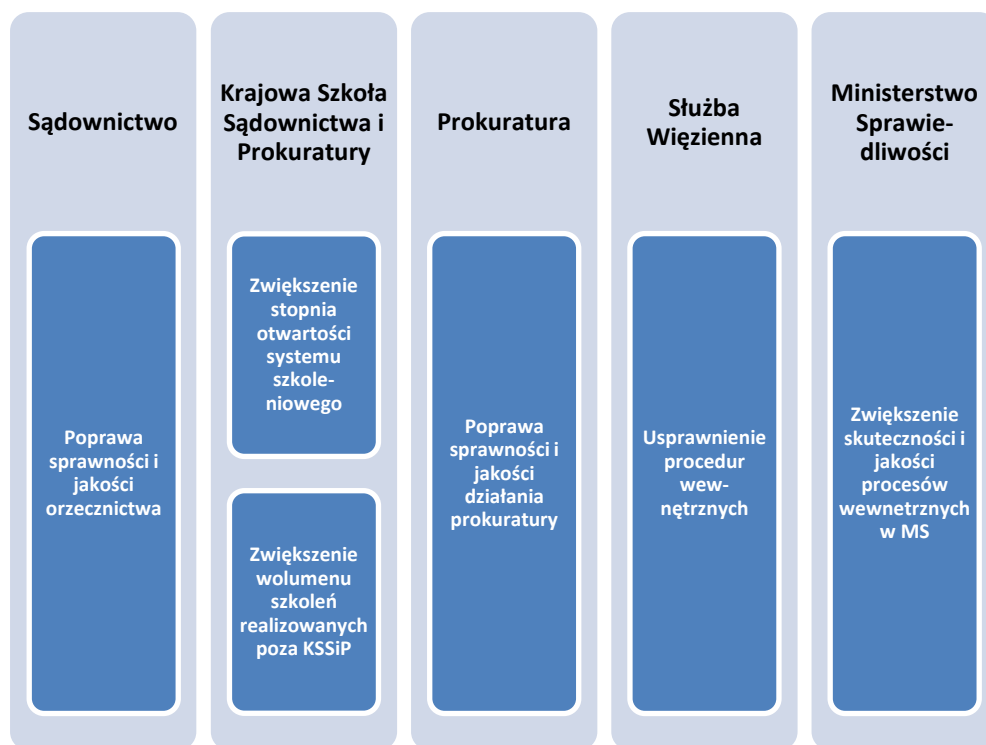 Sądownictwo
Krajowa Szkoła
Sądownictwa i
Prokuratury
Prokuratura
Służba
Więzienna
Ministerstwo
Sprawie-
dliwości
Poprawa
sprawności i
jakości
orzecznictwa
Zwiększenie
stopnia
otwartości
systemu
szkole-
niowego
Zwiększenie
wolumenu
szkoleń
realizowanych
poza KSSiP
Poprawa
sprawności i
jakości
działania
prokuratury
Usprawnienie
procedur
wew-
nętrznych
Zwiększenie
skuteczności i
jakości
procesów
wewnetrznych
w MS